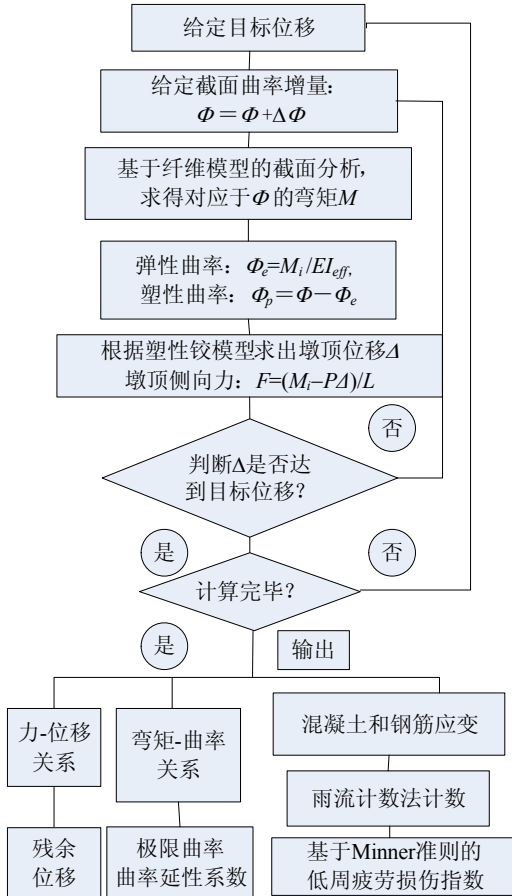 给定目标位移
给定截面曲率增量：
Φ＝Φ+ΔΦ
基于纤维模型的截面分析，
求得对应于Φ的弯矩M
弹性曲率：Φe=Mi/EIeff,
塑性曲率：Φp＝Φ－Φe
根据塑性铰模型求出墩顶位移Δ
墩顶侧向力：F=(Mi–PΔ)/L
否
判断Δ是否达
到目标位移？
是
否
计算完毕？
是
输出
力-位移
关系
弯矩-曲率
关系
混凝土和钢筋应变
雨流计数法计数
残余
位移
极限曲率
曲率延性系数
基于Minner准则的
低周疲劳损伤指数